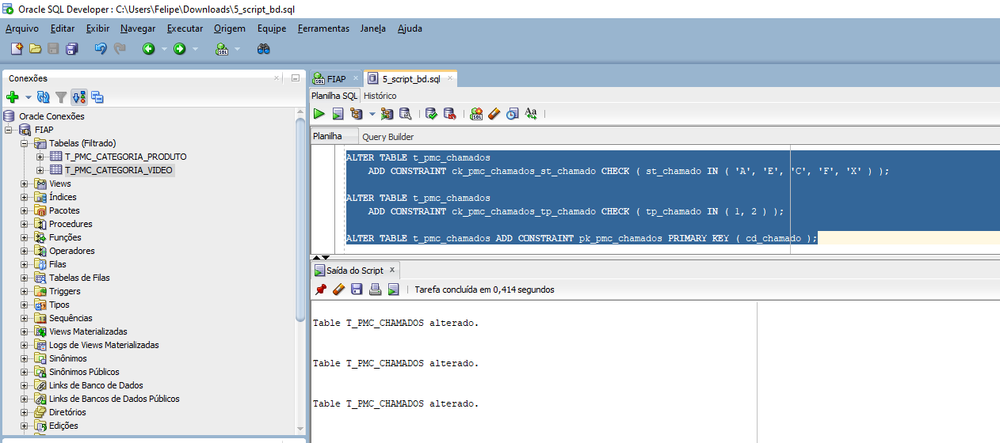 Oracle SQL Developer : C:\Users\Felipe\Downloads\5_script_bd.sql
Arquivo Editar Exibir Navegar Executar Origem Equipe Ferramentas Janela Ajuda
Conexões
Oracle Conexões
FIAP
Tabelas (Filtrado)
T_PMC_CATEGORIA_PRODUTO
T_PMC_CATEGORIA_VIDEO
Views
Índices
Pacotes
Procedures
Funções
Operadores
Filas
Tabelas de Filas
Triggers
Tipos
Sequências
Views Materializadas
Logs de Views Materializadas
Sinônimos
Sinônimos Públicos
Links de Banco de Dados
Links de Bancos de Dados Públicos
Diretórios
Edições
FIAP 5_script_bd.sql
Planilha SQL Histórico
Planilha Query Builder
ALTER TABLE t_pmc_chamados
ADD CONSTRAINT ck_pmc_chamados_st_chamado CHECK ( st_chamado IN ( 'A', 'E', 'C', 'F', 'X' ) );
ALTER TABLE t_pmc_chamados
ADD CONSTRAINT ck_pmc_chamados_tp_chamado CHECK ( tp_chamado IN ( 1, 2 ) );
ALTER TABLE t_pmc_chamados ADD CONSTRAINT pk_pmc_chamados PRIMARY KEY ( cd_chamado );
Saída do Script
Tarefa concluída em 0,414 segundos
Table T_PMC_CHAMADOS alterado.
Table T_PMC_CHAMADOS alterado.
Table T_PMC_CHAMADOS alterado.